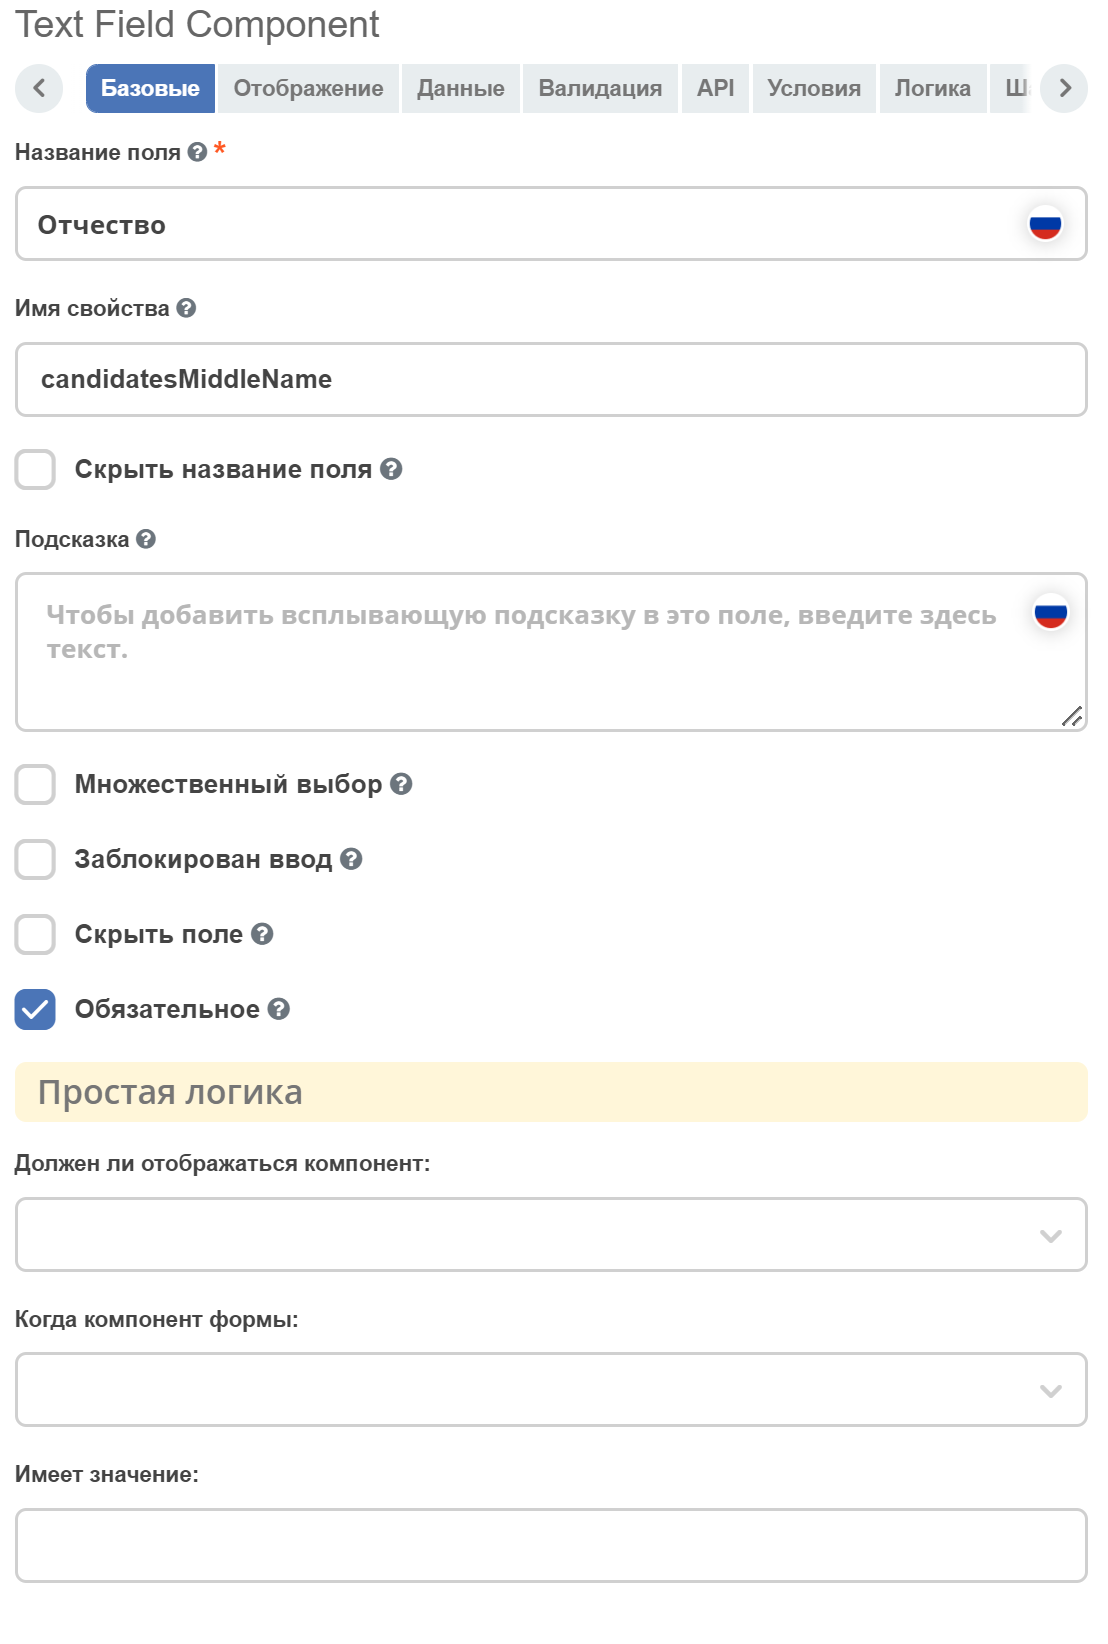 Text Field Component
Базовые Отображение Данные Валидация API Условия Логика
Название поля *
Отчество
Имя свойства
candidatesMiddleName
Скрыть название поля
Подсказка
Чтобы добавить всплывающую подсказку в это поле, введите здесь
текст.
Множественный выбор
Заблокирован ввод
Скрыть поле
Обязательное
Простая логика
Должен ли отображаться компонент:
Когда компонент формы:
Имеет значение: